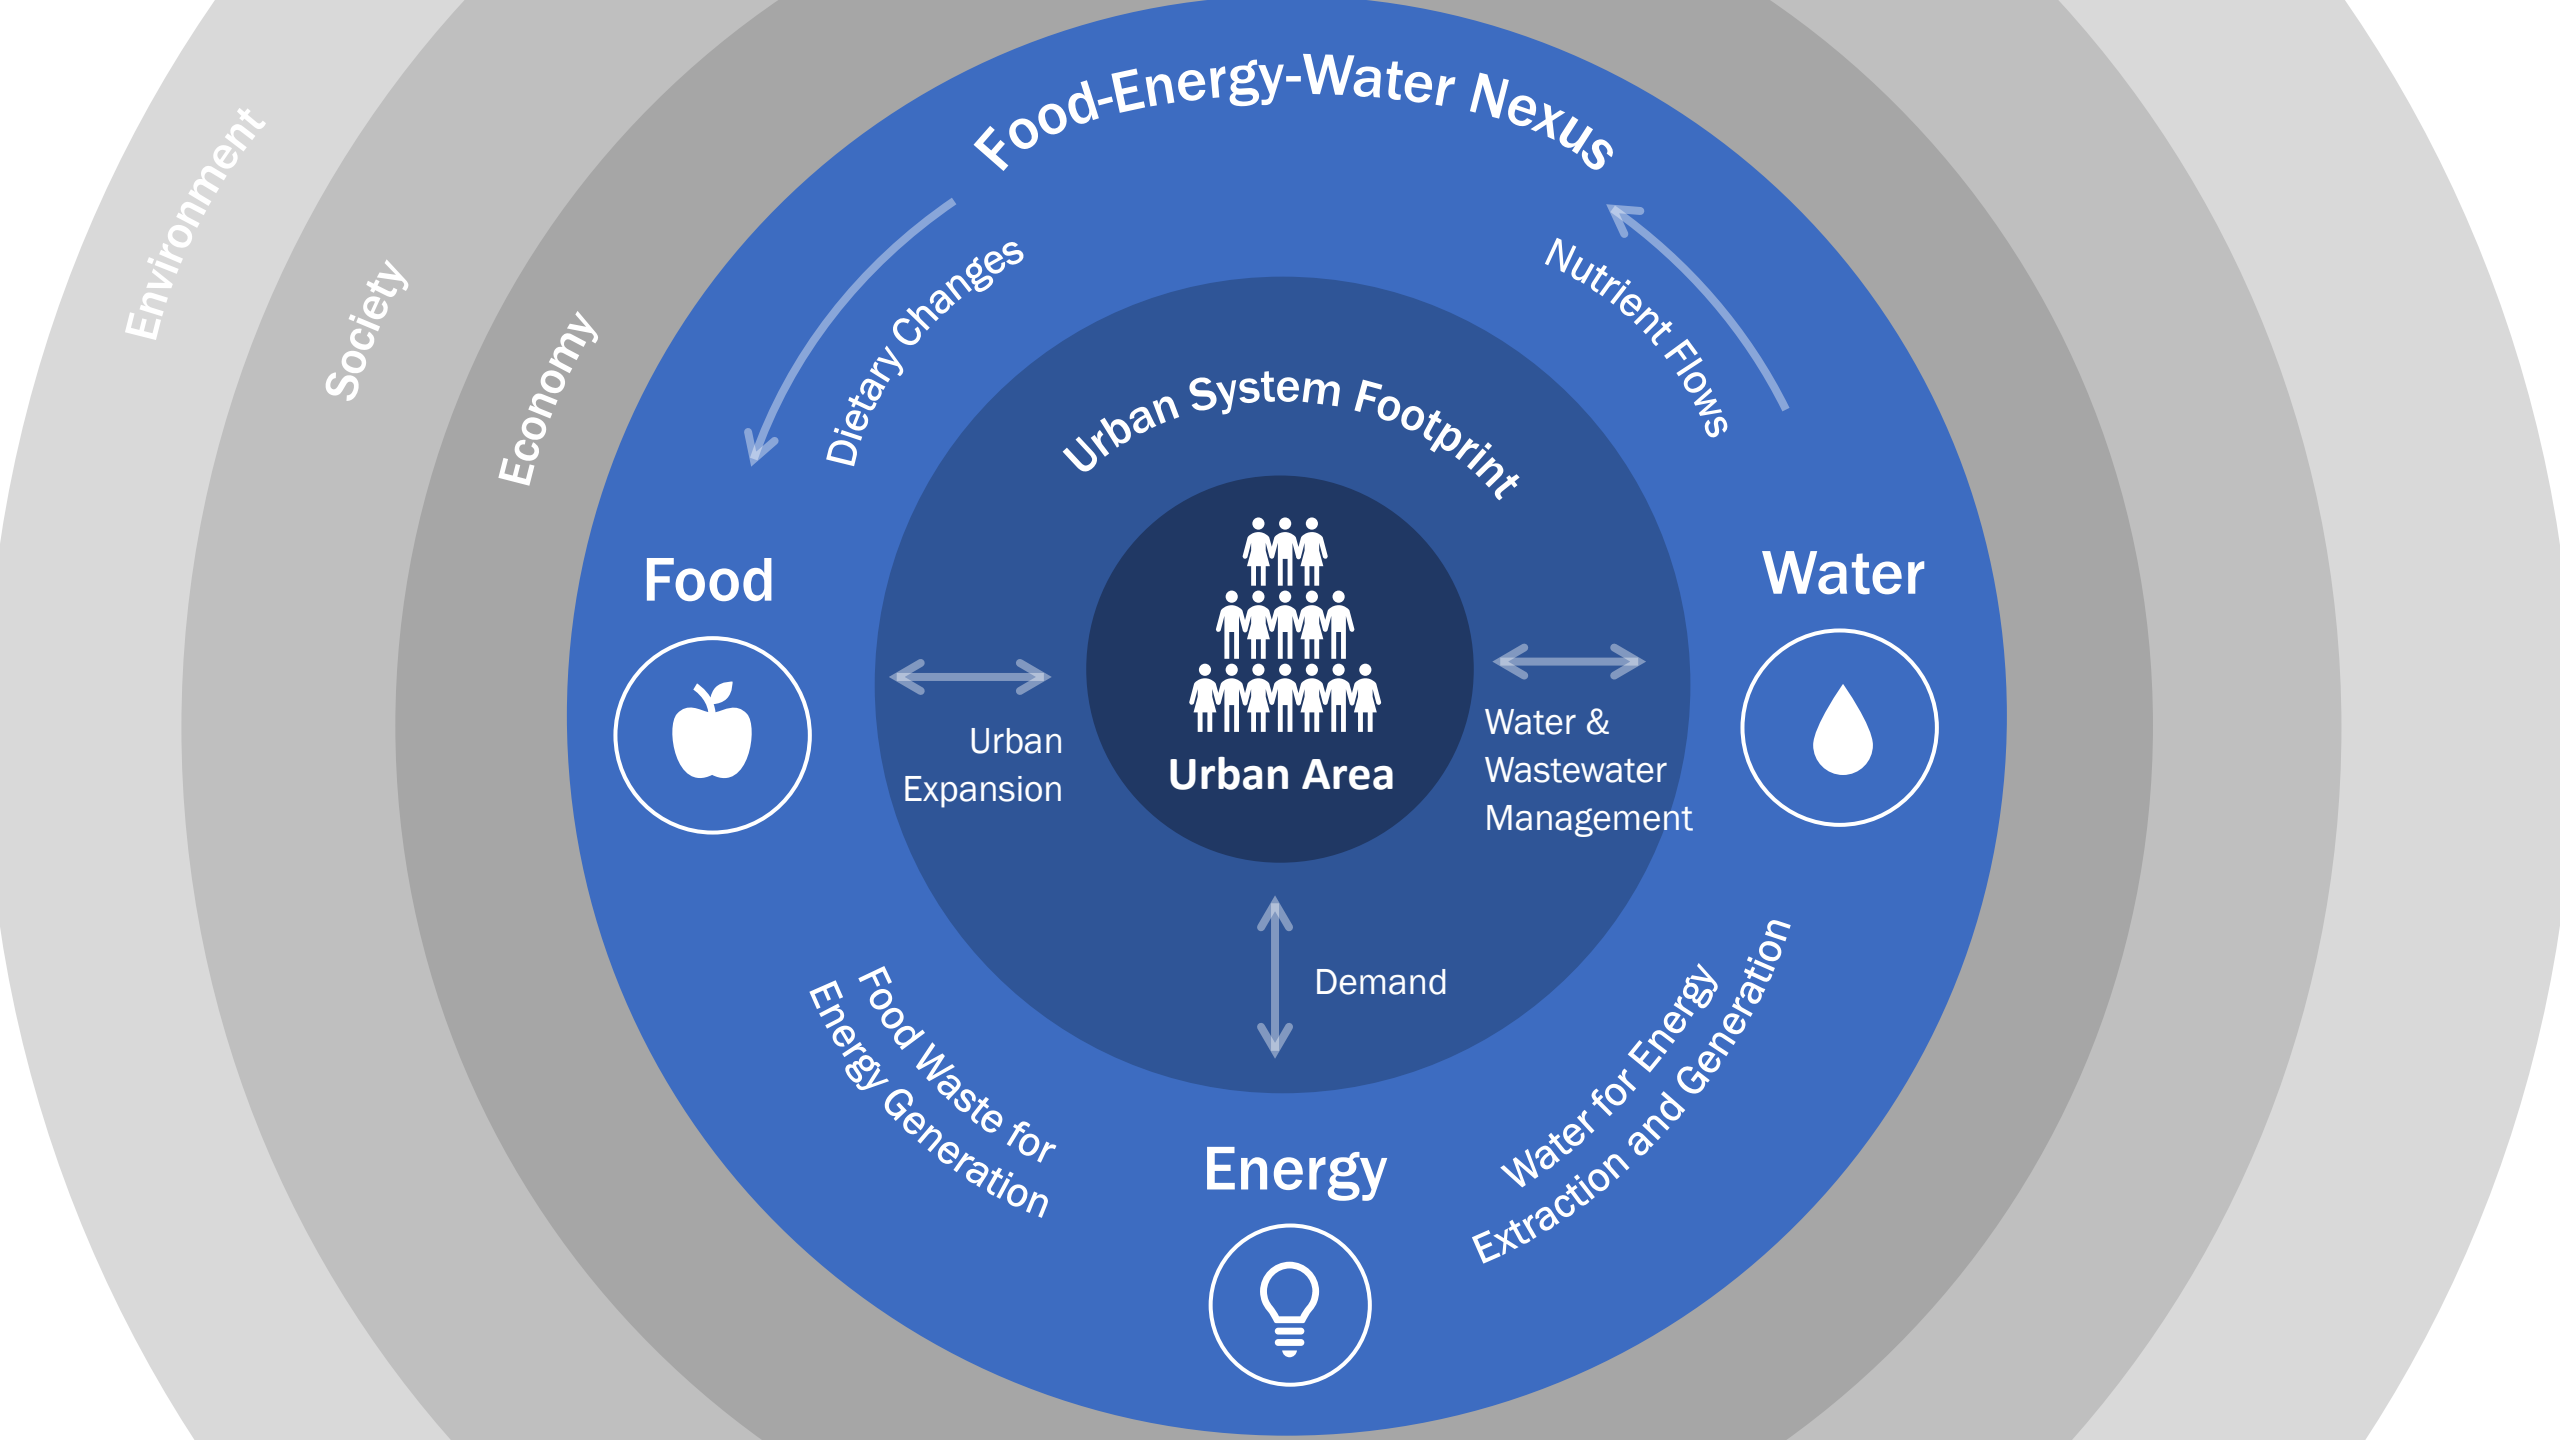 Food-Energy-Water Nexus
Environment
Society
Economy
Dietary Changes
Nutrient Flows
Urban System Footprint
Food
Water
Urban
Expansion
Urban Area
Water &
Wastewater
Management
Demand
Food Waste for
Energy Generation
Water for Energy
Extraction and Generation
Energy